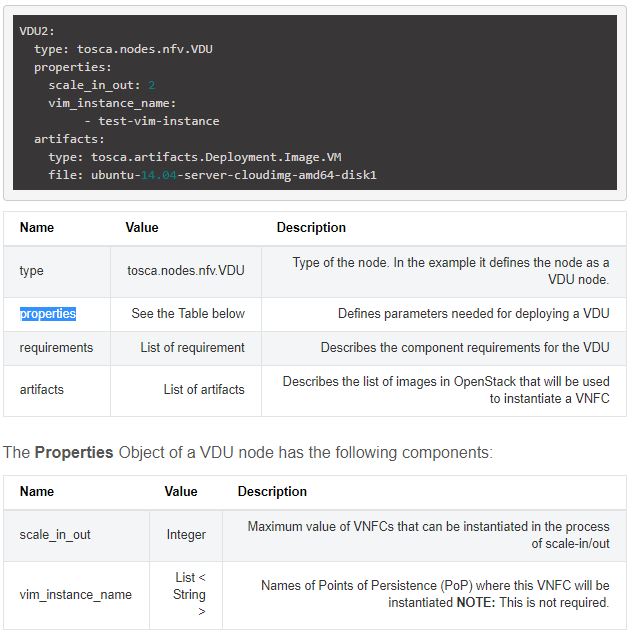 VDU2:
type: tosca.nodes.nfv.VDU
properties:
scale_in_out: 2
vim_instance_name:
- test-vim-instance
artifacts:
type: tosca.artifacts.Deployment.Image.VM
file: ubuntu-14.04-server-cloudimg-amd64-disk1
Name Value Description
type tosca.nodes.nfv.VDU Type of the node. In the example it defines the node as a
VDU node.
properties See the Table below Defines parameters needed for deploying a VDU
requirements List of requirement Describes the component requirements for the VDU
artifacts List of artifacts Describes the list of images in OpenStack that will be used
to instantiate a VNFC
The Properties Object of a VDU node has the following components:
Name Value Description
scale_in_out Integer Maximum value of VNFCs that can be instantiated in the process
of scale-in/out
vim_instance_name List <
String
> Names of Points of Persistence (PoP) where this VNFC will be
instantiated NOTE: This is not required.